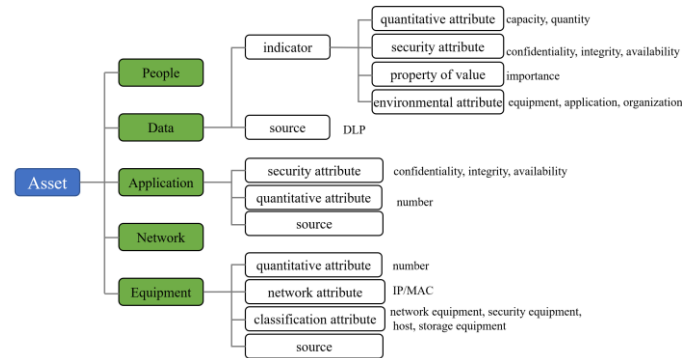 quantitative attribute capacity, quantity
indicator security attribute confidentiality, integrity, availability
People property of value importance
environmental attribute equipment, application, organization
Data source DLP
security attribute confidentiality, integrity, availability
Asset Application quantitative attribute number
source
Network
quantitative attribute number
Equipment network attribute IP/MAC
classification attribute network equipment, security equipment,
host, storage equipment
source